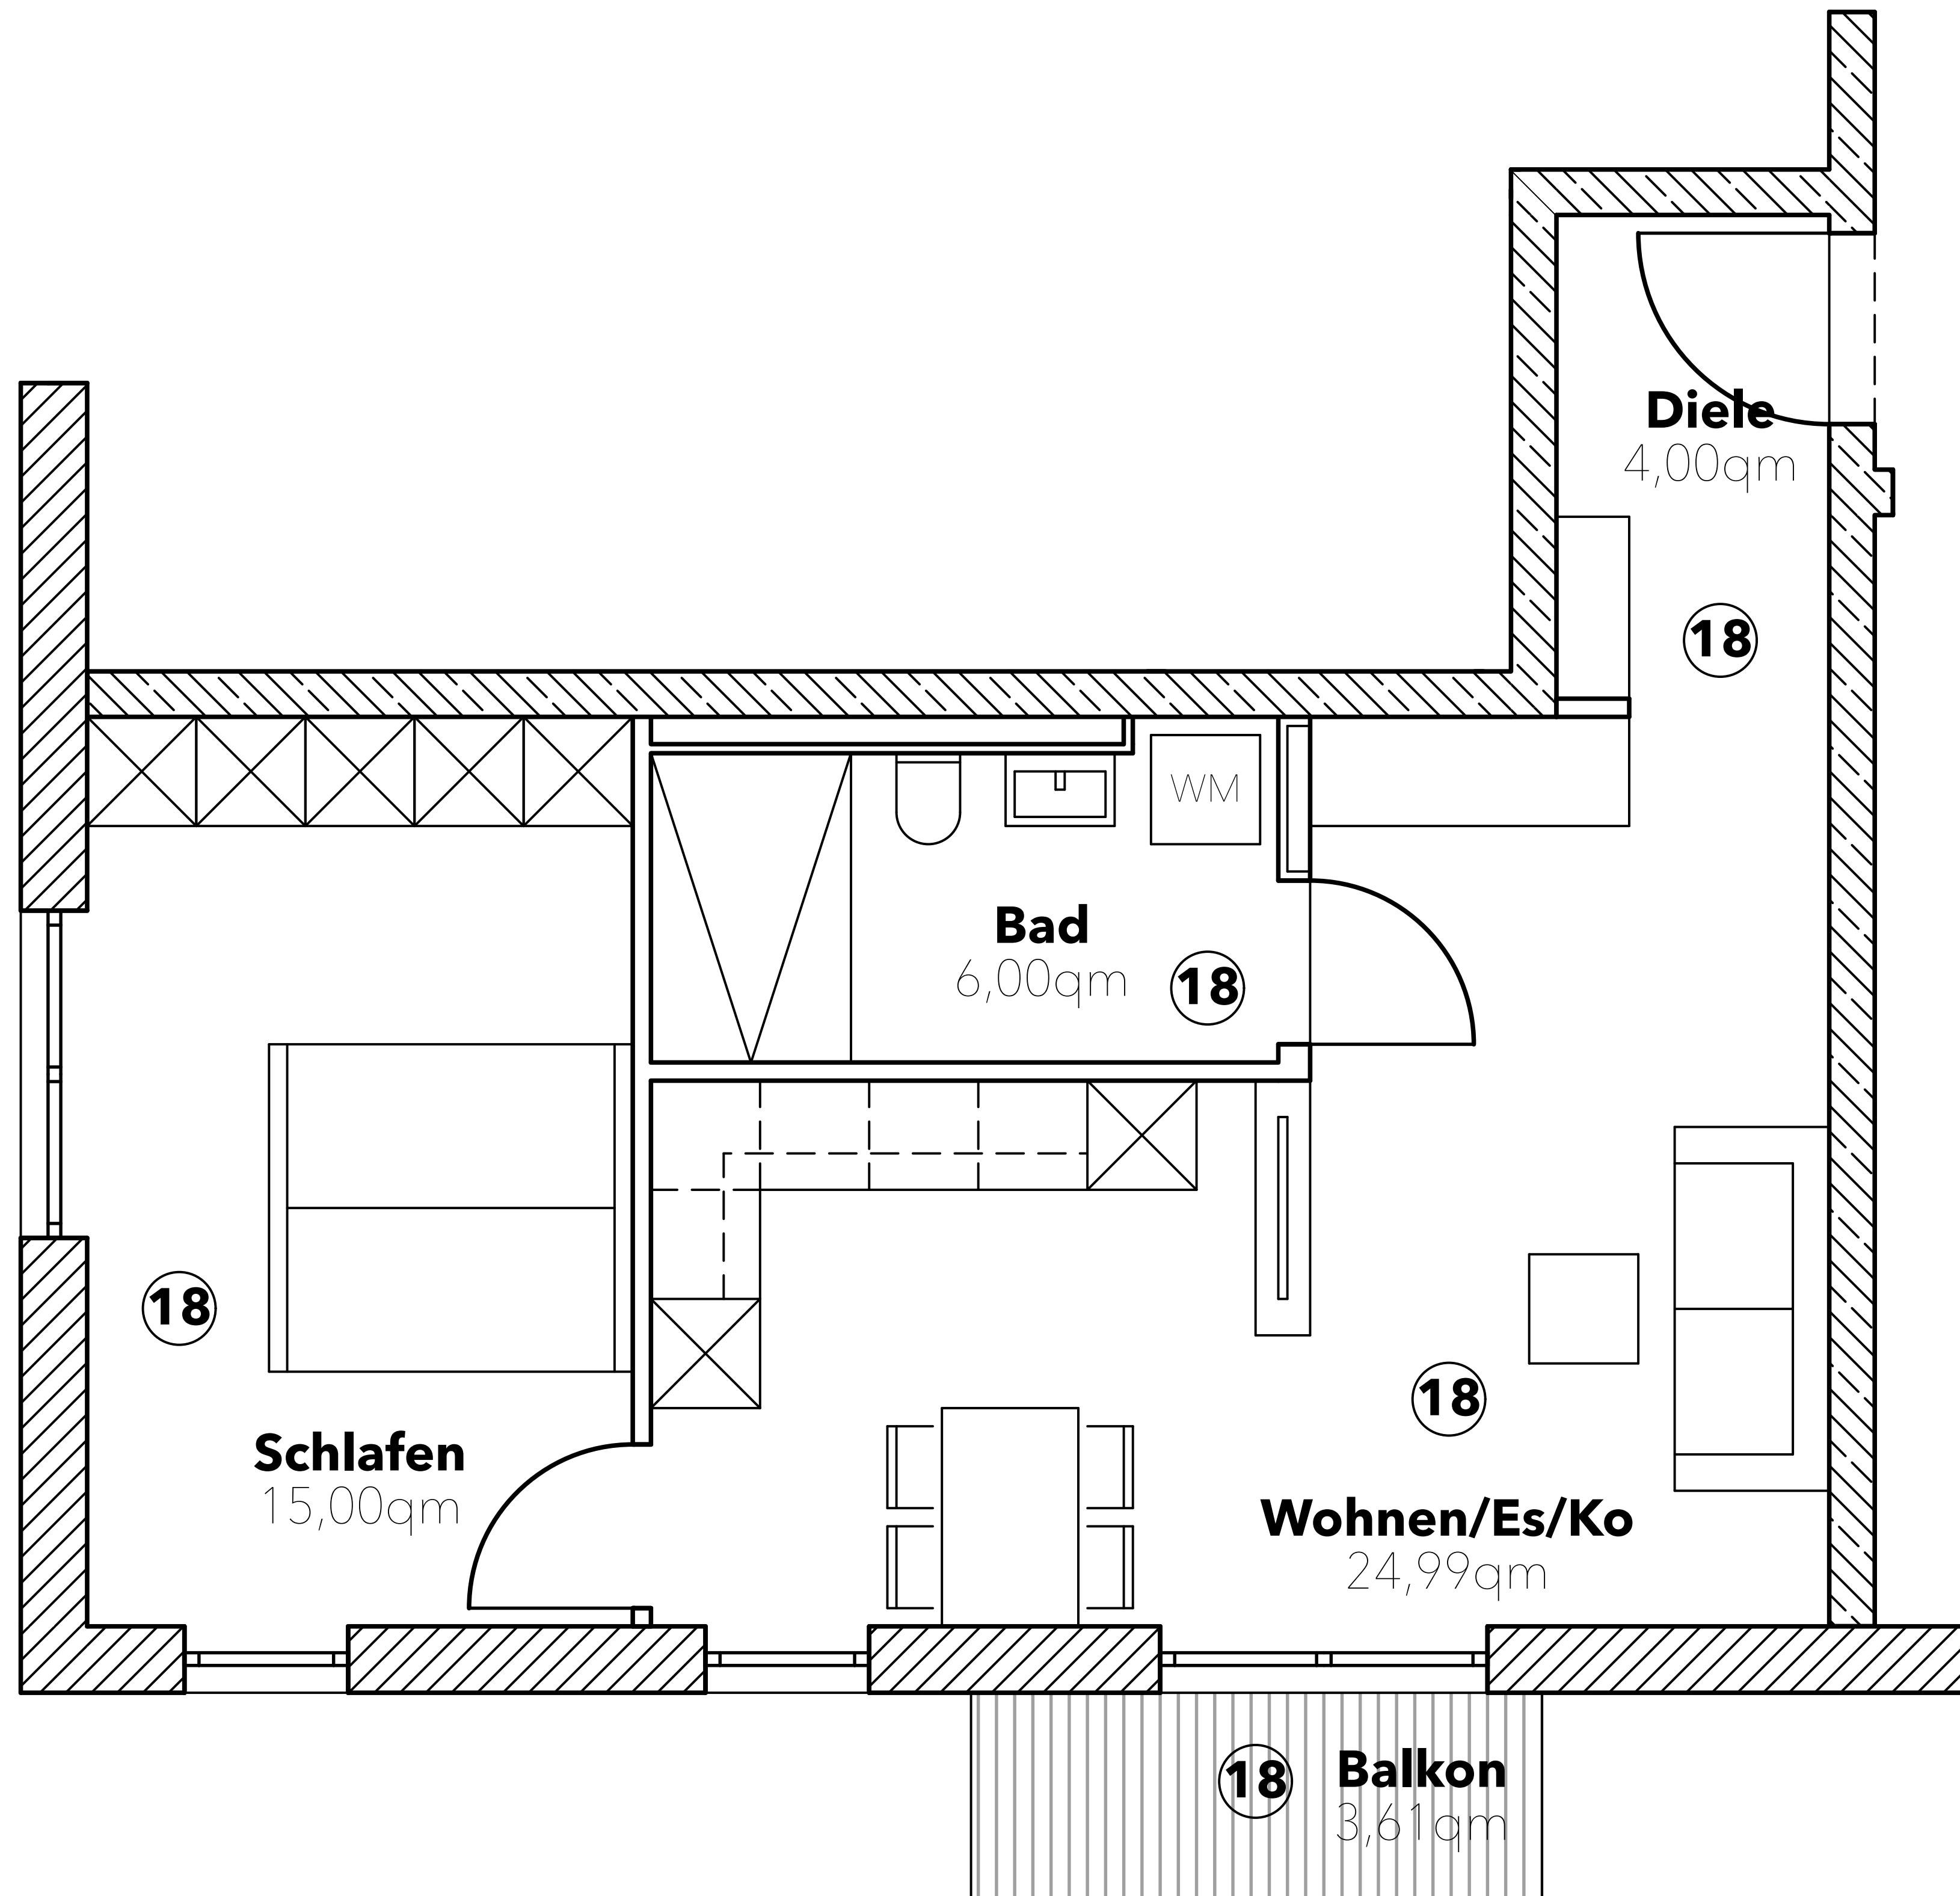 Diele
4,00qm
18
WM
Bad
6,00qm
18
18
18
Schlafen
15,00qm
Wohnen/Es/Ko
24,99qm
18
Balkon
3,61qm